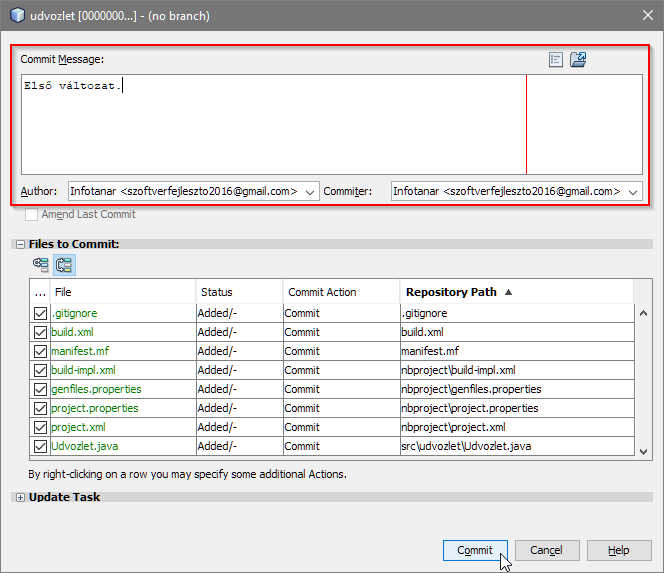 udvozlet [0000000...] - (no branch)
Commit Message:
Első változat.
Author: Infotanar <szoftverfejleszto2016@gmail.com> Commiter: Infotanar <szoftverfejleszto2016@gmail.com>
Amend Last Commit
Files to Commit:
... File Status Commit Action Repository Path
.gitignore Added/- Commit .gitignore
build.xml Added/- Commit build.xml
manifest.mf Added/- Commit manifest.mf
build-impl.xml Added/- Commit nbproject\build-impl.xml
genfiles.properties Added/- Commit nbproject\genfiles.properties
project.properties Added/- Commit nbproject\project.properties
project.xml Added/- Commit nbproject\project.xml
Udvozlet.java Added/- Commit src\udvozlet\Udvozlet.java
By right-clicking on a row you may specify some additional Actions.
Update Task
Commit Cancel Help